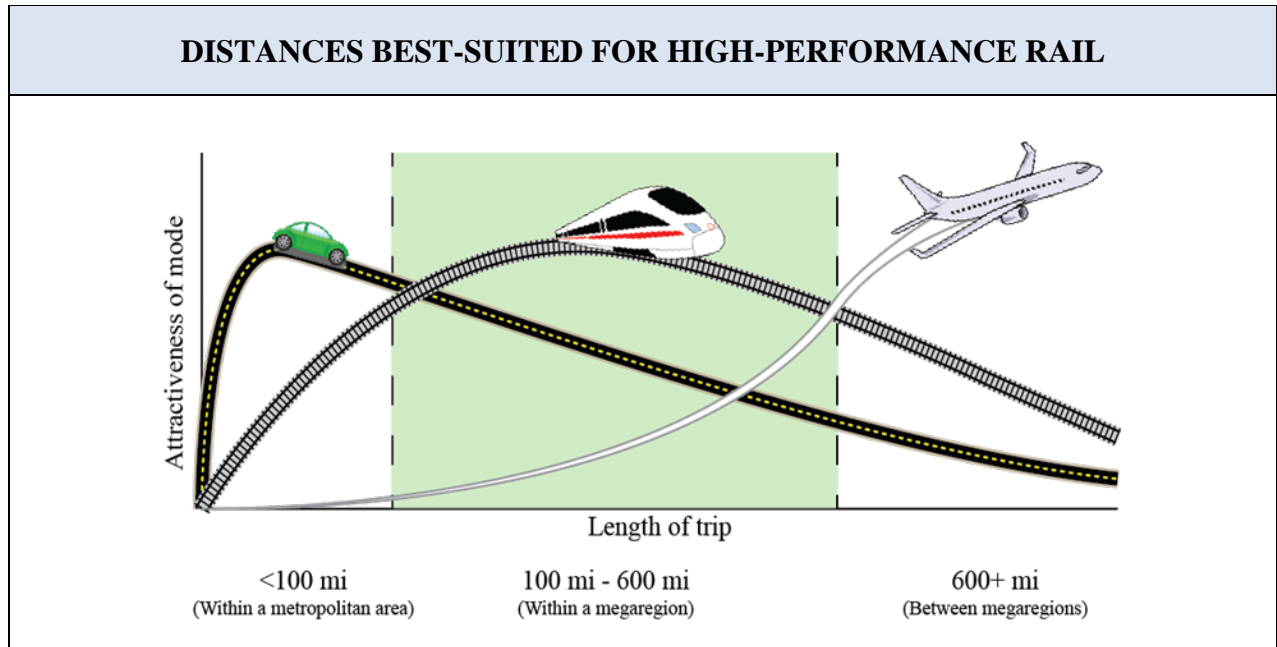 DISTANCES BEST-SUITED FOR HIGH-PERFORMANCE RAIL
Attractiveness of mode
Length of trip
<100 mi
(Within a metropolitan area)
100 mi - 600 mi
(Within a megaregion)
600+ mi
(Between megaregions)